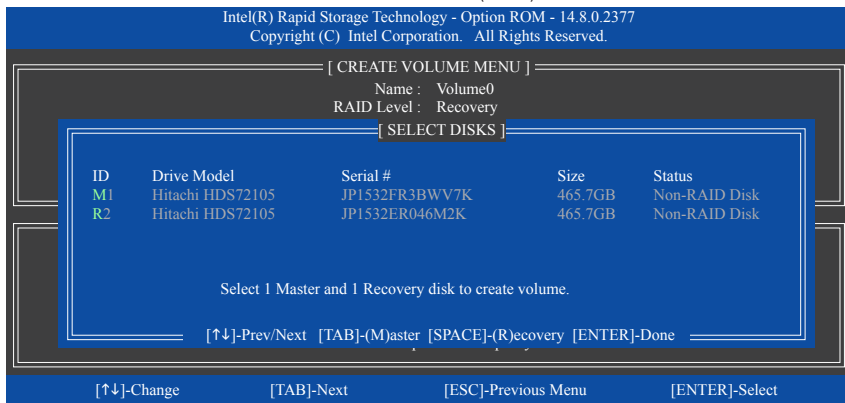 Intel(R) Rapid Storage Technology - Option ROM - 14.8.0.2377
Copyright (C) Intel Corporation. All Rights Reserved.
[ CREATE VOLUME MENU ]
Name : Volume0
RAID Level : Recovery
[ SELECT DISKS ]
ID Drive Model Serial # Size Status
M1 Hitachi HDS72105 JP1532FR3BWV7K 465.7GB Non-RAID Disk
R2 Hitachi HDS72105 JP1532ER046M2K 465.7GB Non-RAID Disk
Select 1 Master and 1 Recovery disk to create volume.
[↑↓]-Prev/Next [TAB]-(M)aster [SPACE]-(R)ecovery [ENTER]-Done
[↑↓]-Change [TAB]-Next [ESC]-Previous Menu [ENTER]-Select